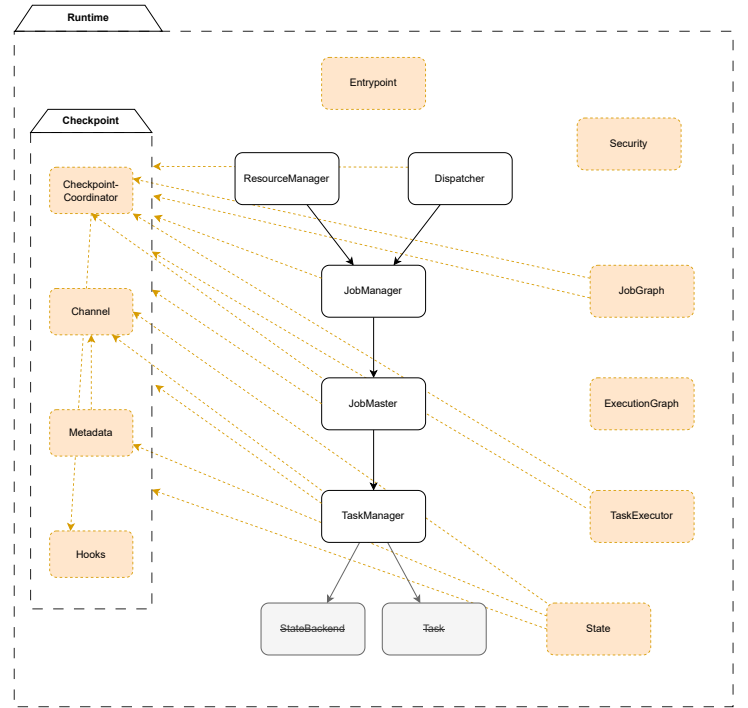 Runtime
Entrypoint
Checkpoint
Security
Checkpoint-
Coordinator
ResourceManager
Dispatcher
JobManager
JobGraph
Channel
JobMaster
ExecutionGraph
Metadata
TaskManager
TaskExecutor
Hooks
StateBackend
Task
State